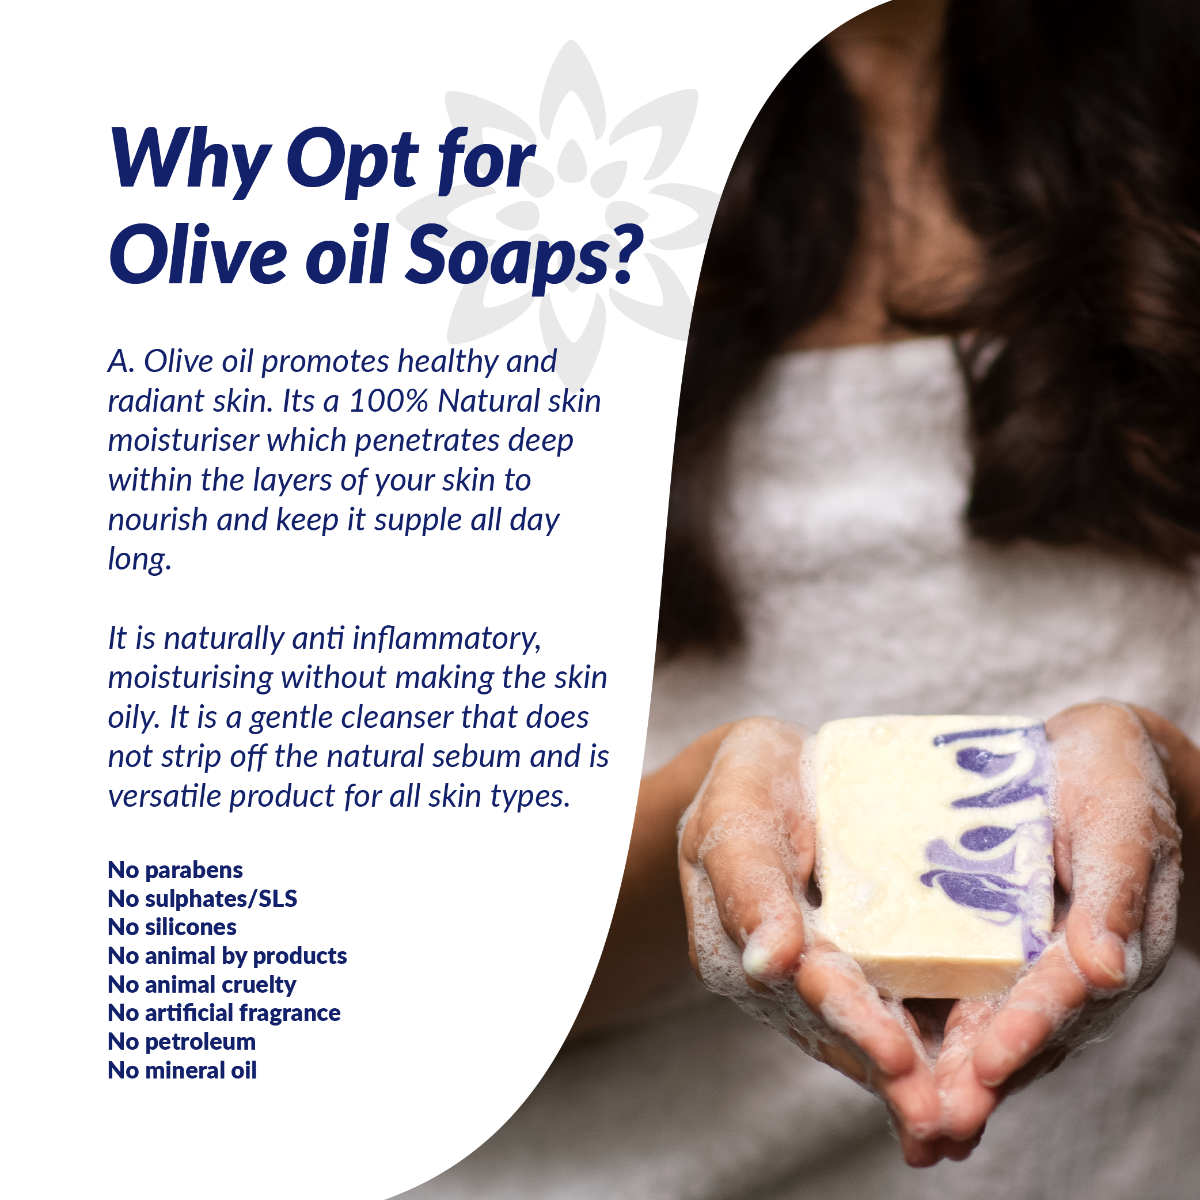 Why Opt for
Olive oil Soaps?
A. Olive oil promotes healthy and
radiant skin. Its a 100% Natural skin
moisturiser which penetrates deep
within the layers of your skin to
nourish and keep it supple all day
long.
It is naturally anti inflammatory,
moisturising without making the skin
oily. It is a gentle cleanser that does
not strip off the natural sebum and is
versatile product for all skin types.
No parabens
No sulphates/SLS
No silicones
No animal by products
No animal cruelty
No artificial fragrance
No petroleum
No mineral oil